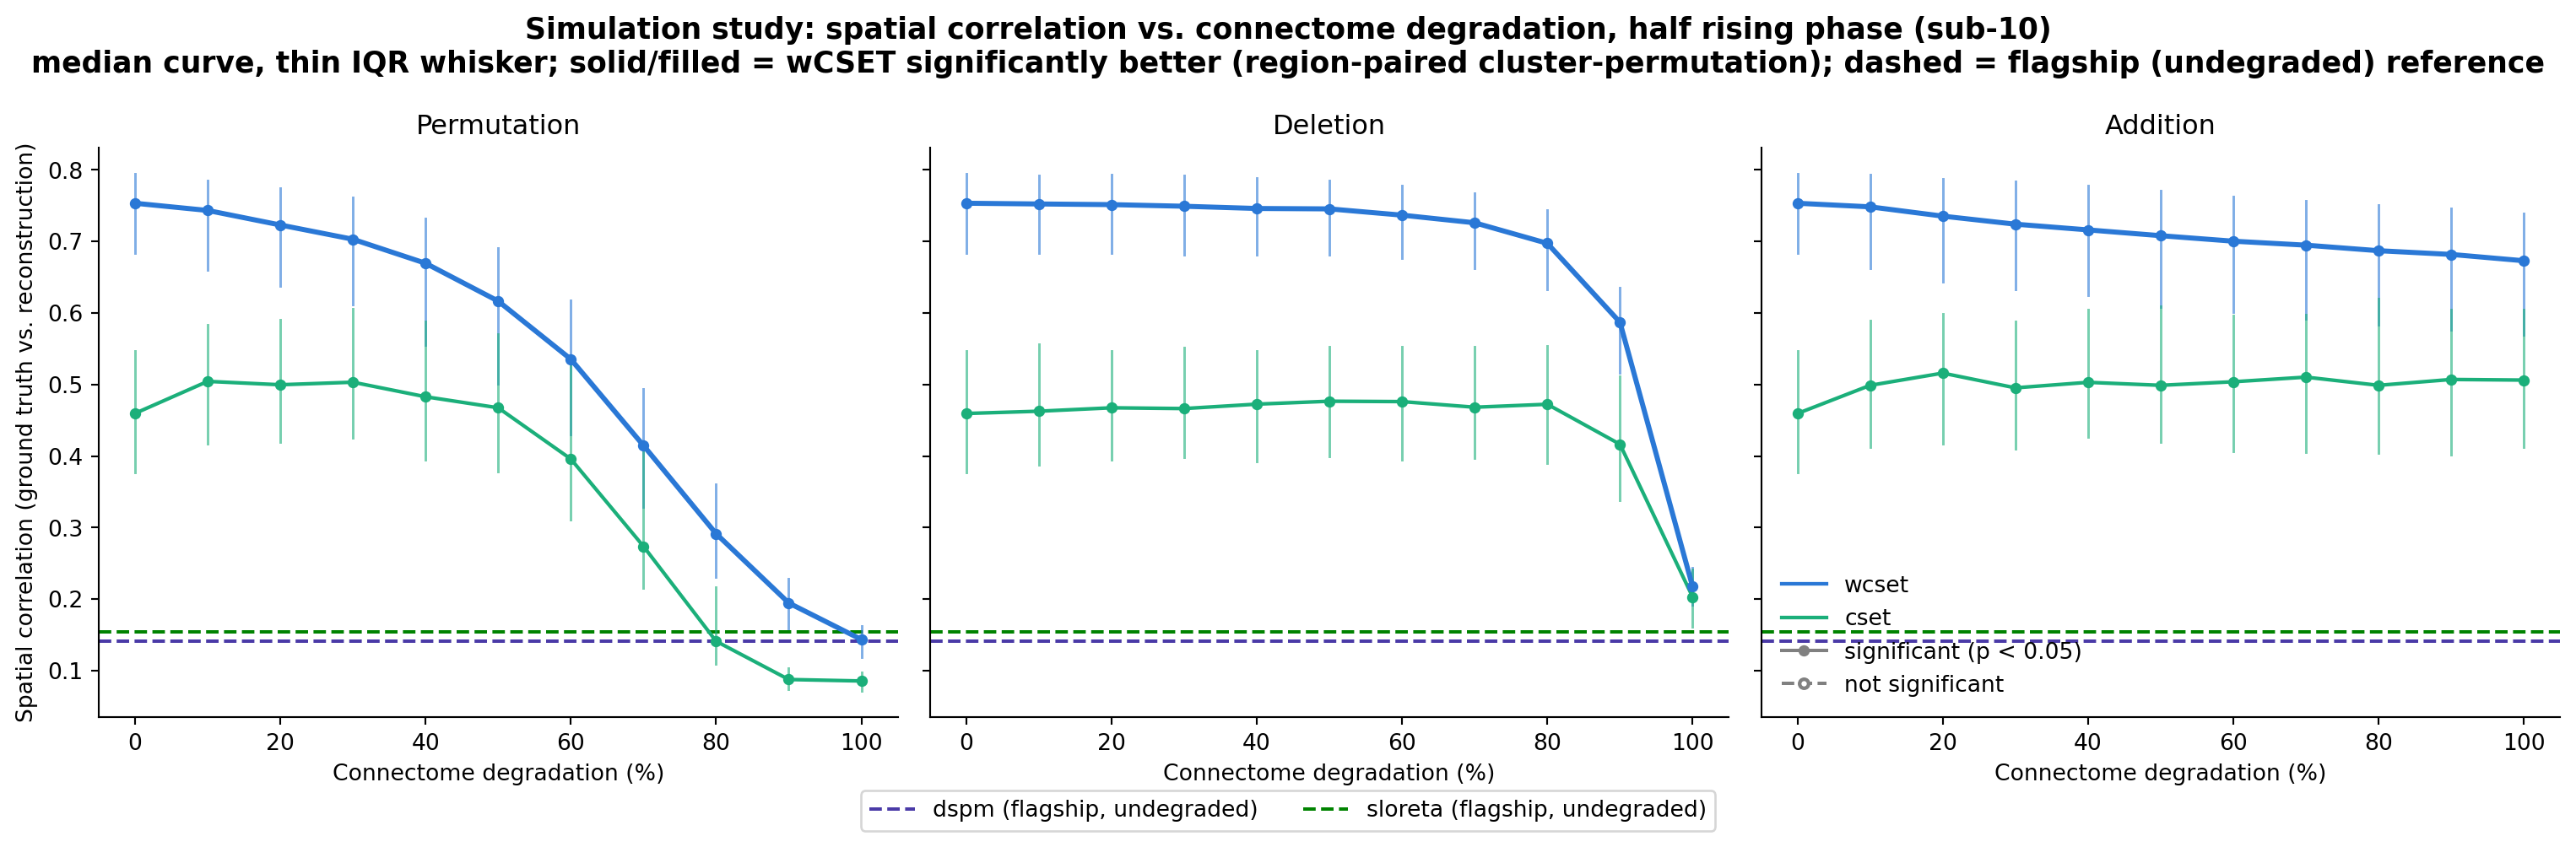 Simulation study: spatial correlation vs. connectome degradation, half rising phase (sub-10)
median curve, thin IQR whisker; solid/filled = wCSET significantly better (region-paired cluster-permutation); dashed = flagship (undegraded) reference
Permutation
Deletion
Addition
Spatial correlation (ground truth vs. reconstruction)
0.8
0.7
0.6
0.5
0.4
0.3
0.2
0.1
0 20 40 60 80 100
0 20 40 60 80 100
0 20 40 60 80 100
Connectome degradation (%)
Connectome degradation (%)
Connectome degradation (%)
wcset
cset
significant (p < 0.05)
not significant
dspm (flagship, undegraded)
sloreta (flagship, undegraded)